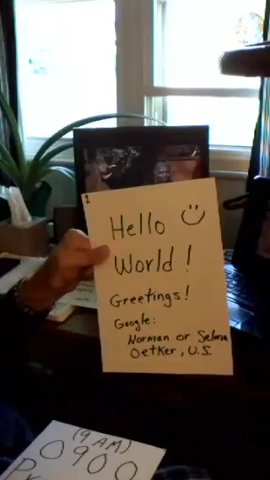 1
Hello ☺
World!
Greetings!
Google:
Norman or Selma
Oetker, U.S.
(9 AM)
0900